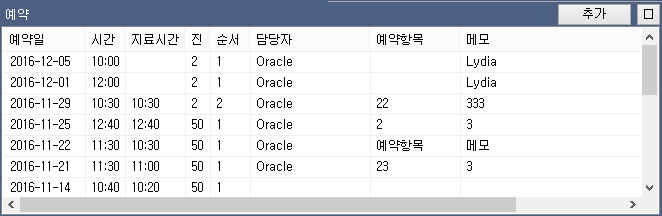 예약
추가
예약일 시간 지료시간 진 순서 담당자 예약항목 메모
2016-12-05 10:00 2 1 Oracle Lydia
2016-12-01 12:00 2 1 Oracle Lydia
2016-11-29 10:30 10:30 2 2 Oracle 22 333
2016-11-25 12:40 12:40 50 1 Oracle 2 3
2016-11-22 11:30 10:30 50 1 Oracle 예약항목 메모
2016-11-21 11:30 11:00 50 1 Oracle 23 3
2016-11-14 10:40 10:20 50 1